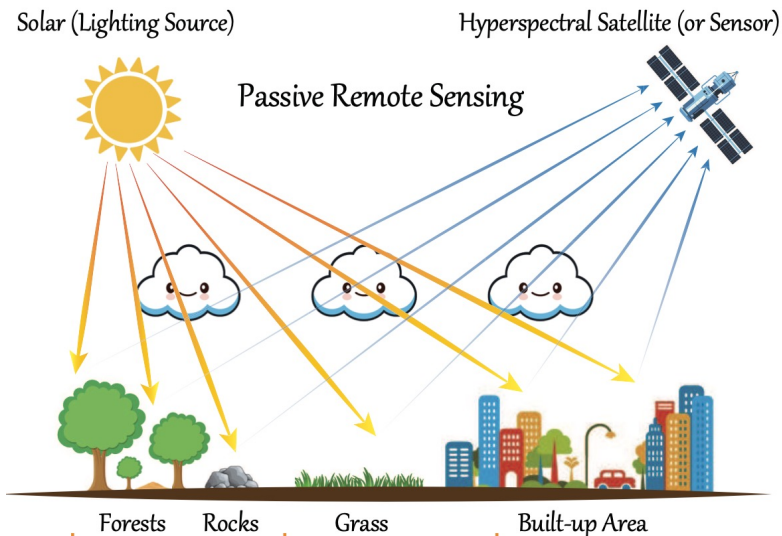 Solar (Lighting Source)
Hyperspectral Satellite (or Sensor)
Passive Remote Sensing
Forests
Rocks
Grass
Built-up Area